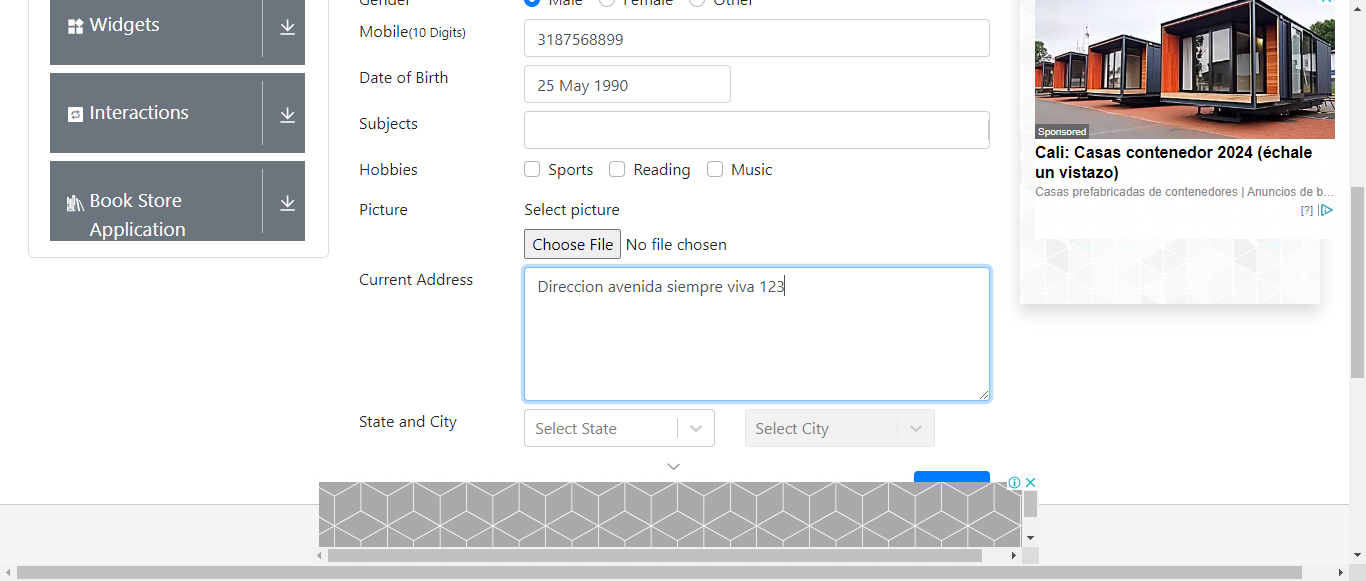 Widgets
Interactions
Book Store
Application
Gender
Male Female Other
Mobile(10 Digits)
3187568899
Date of Birth
25 May 1990
Subjects
Hobbies
Sports Reading Music
Picture
Select picture
Choose File No file chosen
Current Address
Direccion avenida siempre viva 123
State and City
Select State
Select City
Sponsored
Cali: Casas contenedor 2024 (échale
un vistazo)
Casas prefabricadas de contenedores | Anuncios de b...
[?]